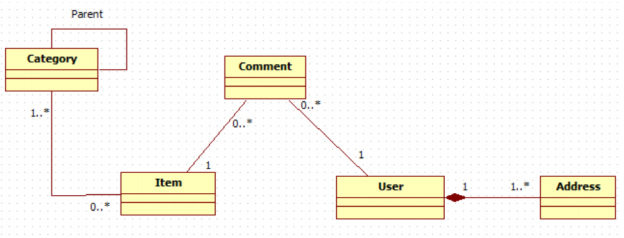 Parent
Category
Comment
1..*
0..*
0..*
1
1
Item
User
1
1..*
Address
0..*